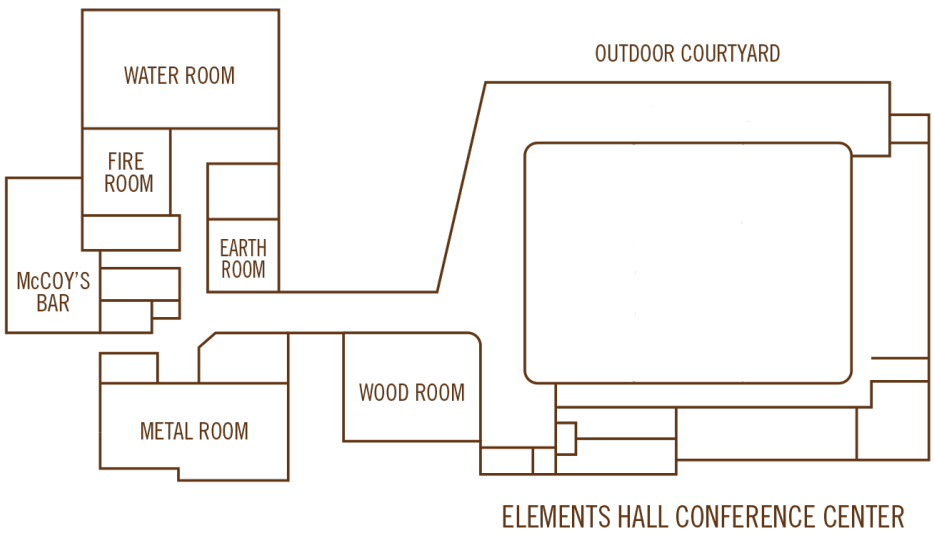 OUTDOOR COURTYARD
WATER ROOM
FIRE
ROOM
EARTH
ROOM
McCOY'S
BAR
WOOD ROOM
METAL ROOM
ELEMENTS HALL CONFERENCE CENTER